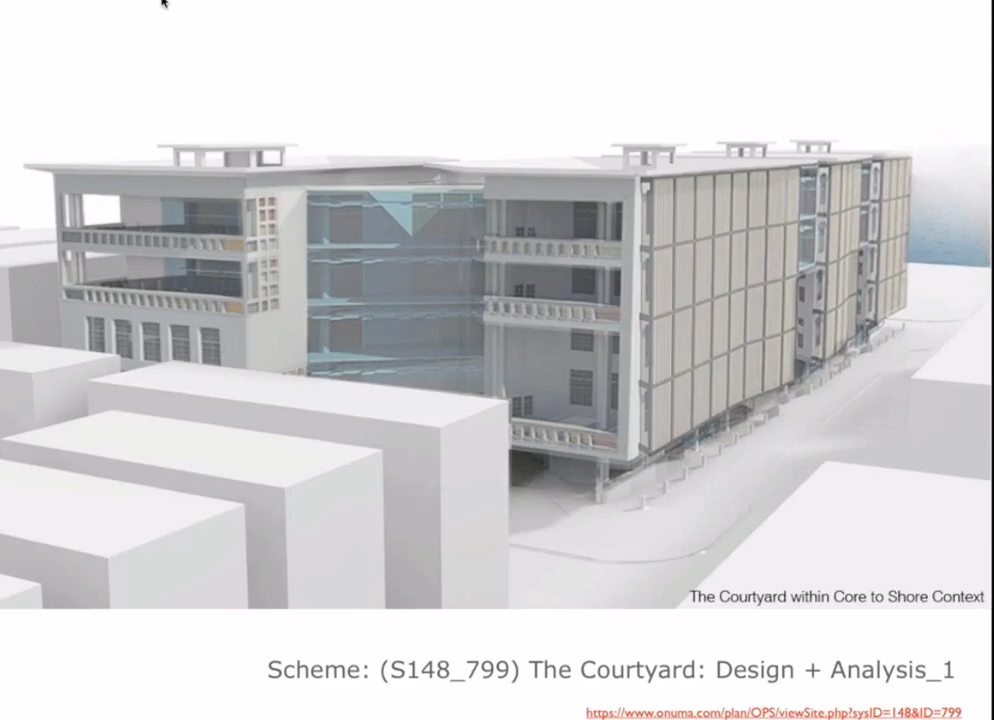 The Courtyard within Core to Shore Context
Scheme: (S148_799) The Courtyard: Design + Analysis_1
https://www.onuma.com/plan/OPS/viewSite.php?sysID=148&ID=799